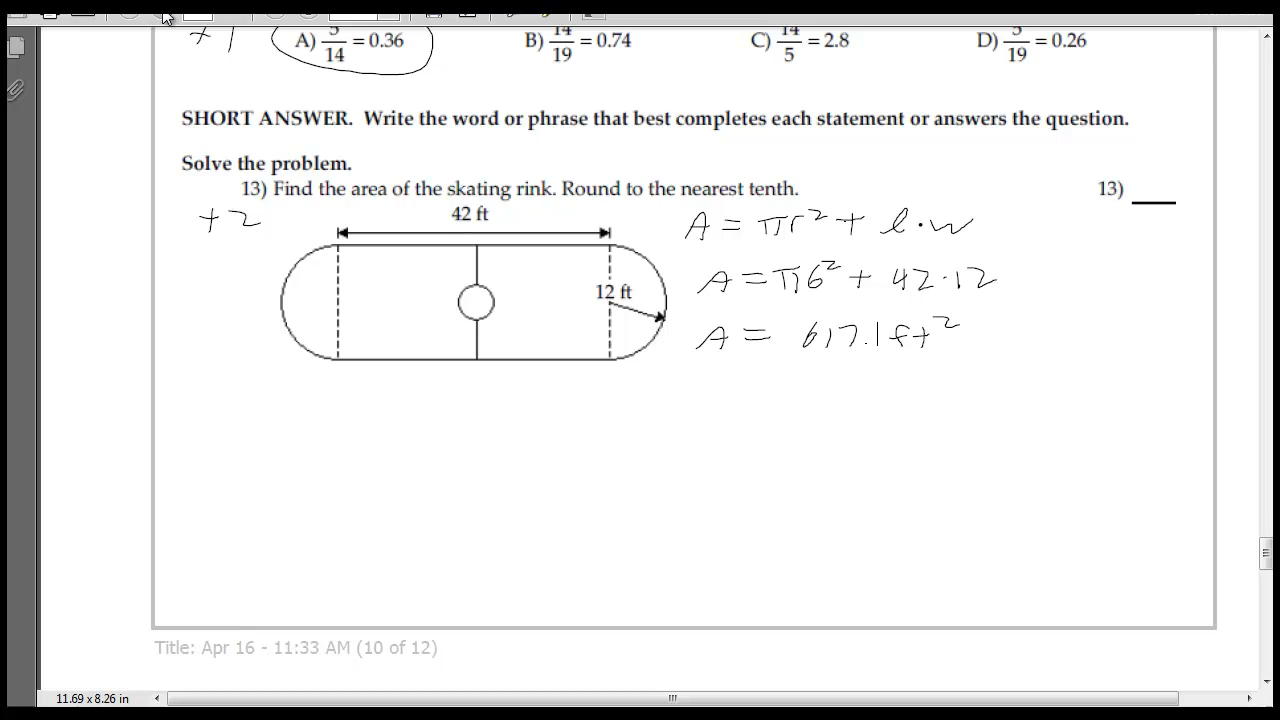 +1 A) 5/14 = 0.36 B) 14/19 = 0.74 C) 14/5 = 2.8 D) 5/19 = 0.26
SHORT ANSWER. Write the word or phrase that best completes each statement or answers the question.
Solve the problem.
13) Find the area of the skating rink. Round to the nearest tenth. 13)
+2
42 ft
12 ft
A = πr² + l·w
A = π6² + 42·12
A = 617.1 ft²
Title: Apr 16 - 11:33 AM (10 of 12)
11.69 x 8.26 in